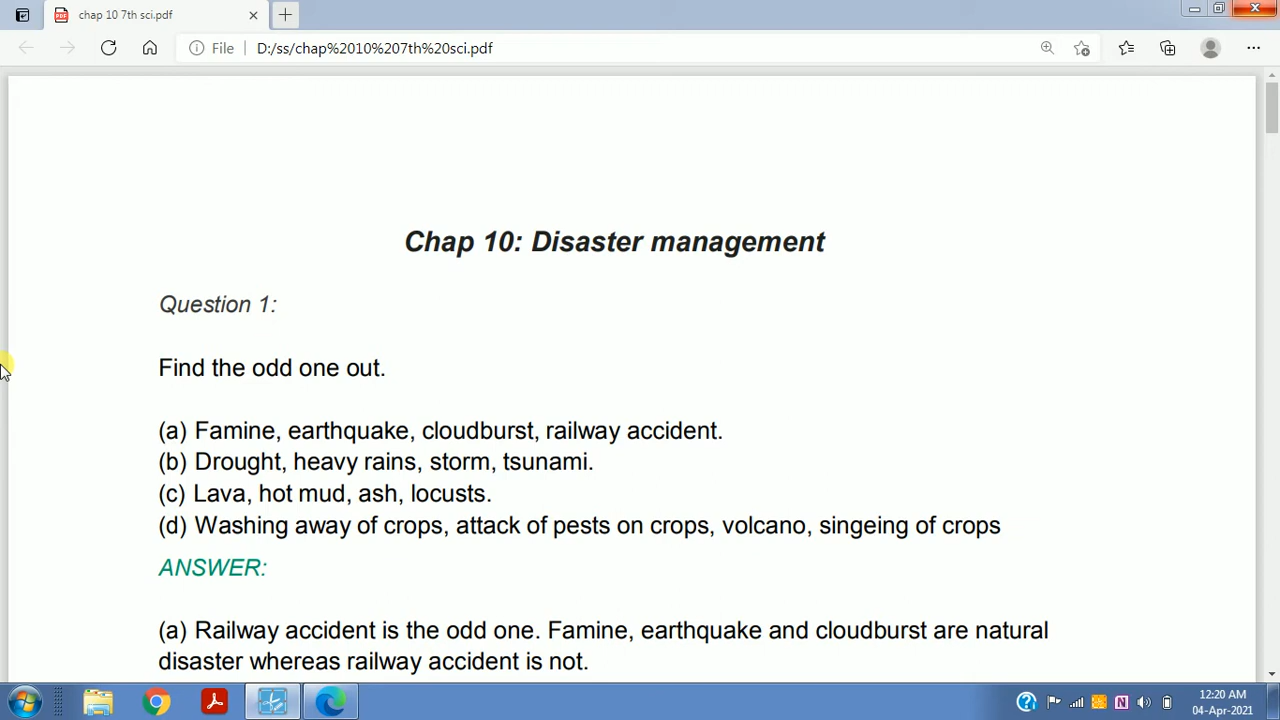 chap 10 7th sci.pdf
File
D:/ss/chap%2010%207th%20sci.pdf
Chap 10: Disaster management
Question 1:
Find the odd one out.
(a) Famine, earthquake, cloudburst, railway accident.
(b) Drought, heavy rains, storm, tsunami.
(c) Lava, hot mud, ash, locusts.
(d) Washing away of crops, attack of pests on crops, volcano, singeing of crops
ANSWER:
(a) Railway accident is the odd one. Famine, earthquake and cloudburst are natural
disaster whereas railway accident is not.
12:20 AM
04-Apr-2021